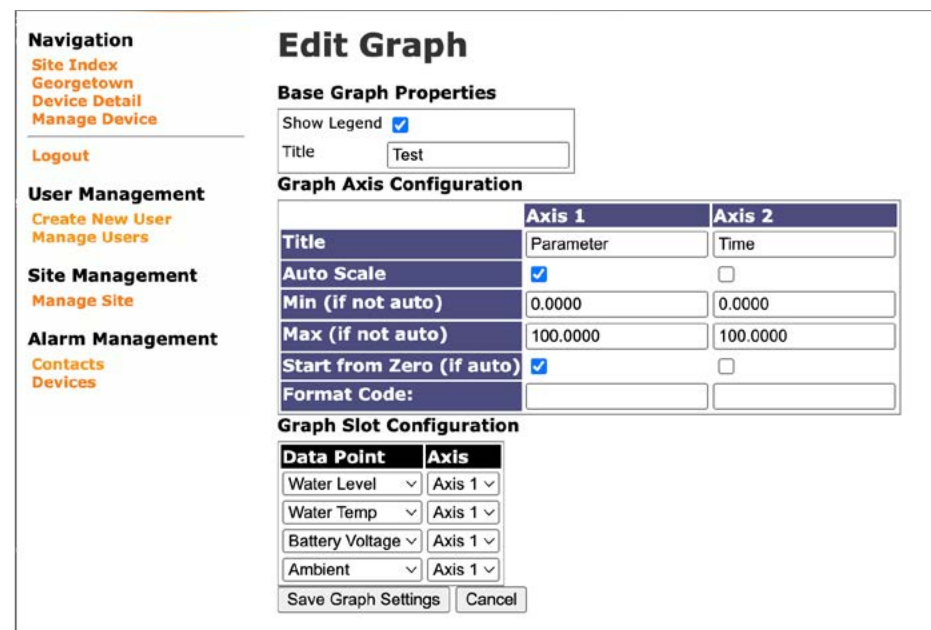 Navigation
Site Index
Georgetown
Device Detail
Manage Device
Logout
User Management
Create New User
Manage Users
Site Management
Manage Site
Alarm Management
Contacts
Devices
Edit Graph
Base Graph Properties
Show Legend
Title Test
Graph Axis Configuration
Axis 1 Axis 2
Title Parameter Time
Auto Scale
Min (if not auto) 0.0000 0.0000
Max (if not auto) 100.0000 100.0000
Start from Zero (if auto)
Format Code:
Graph Slot Configuration
Data Point Axis
Water Level Axis 1
Water Temp Axis 1
Battery Voltage Axis 1
Ambient Axis 1
Save Graph Settings Cancel